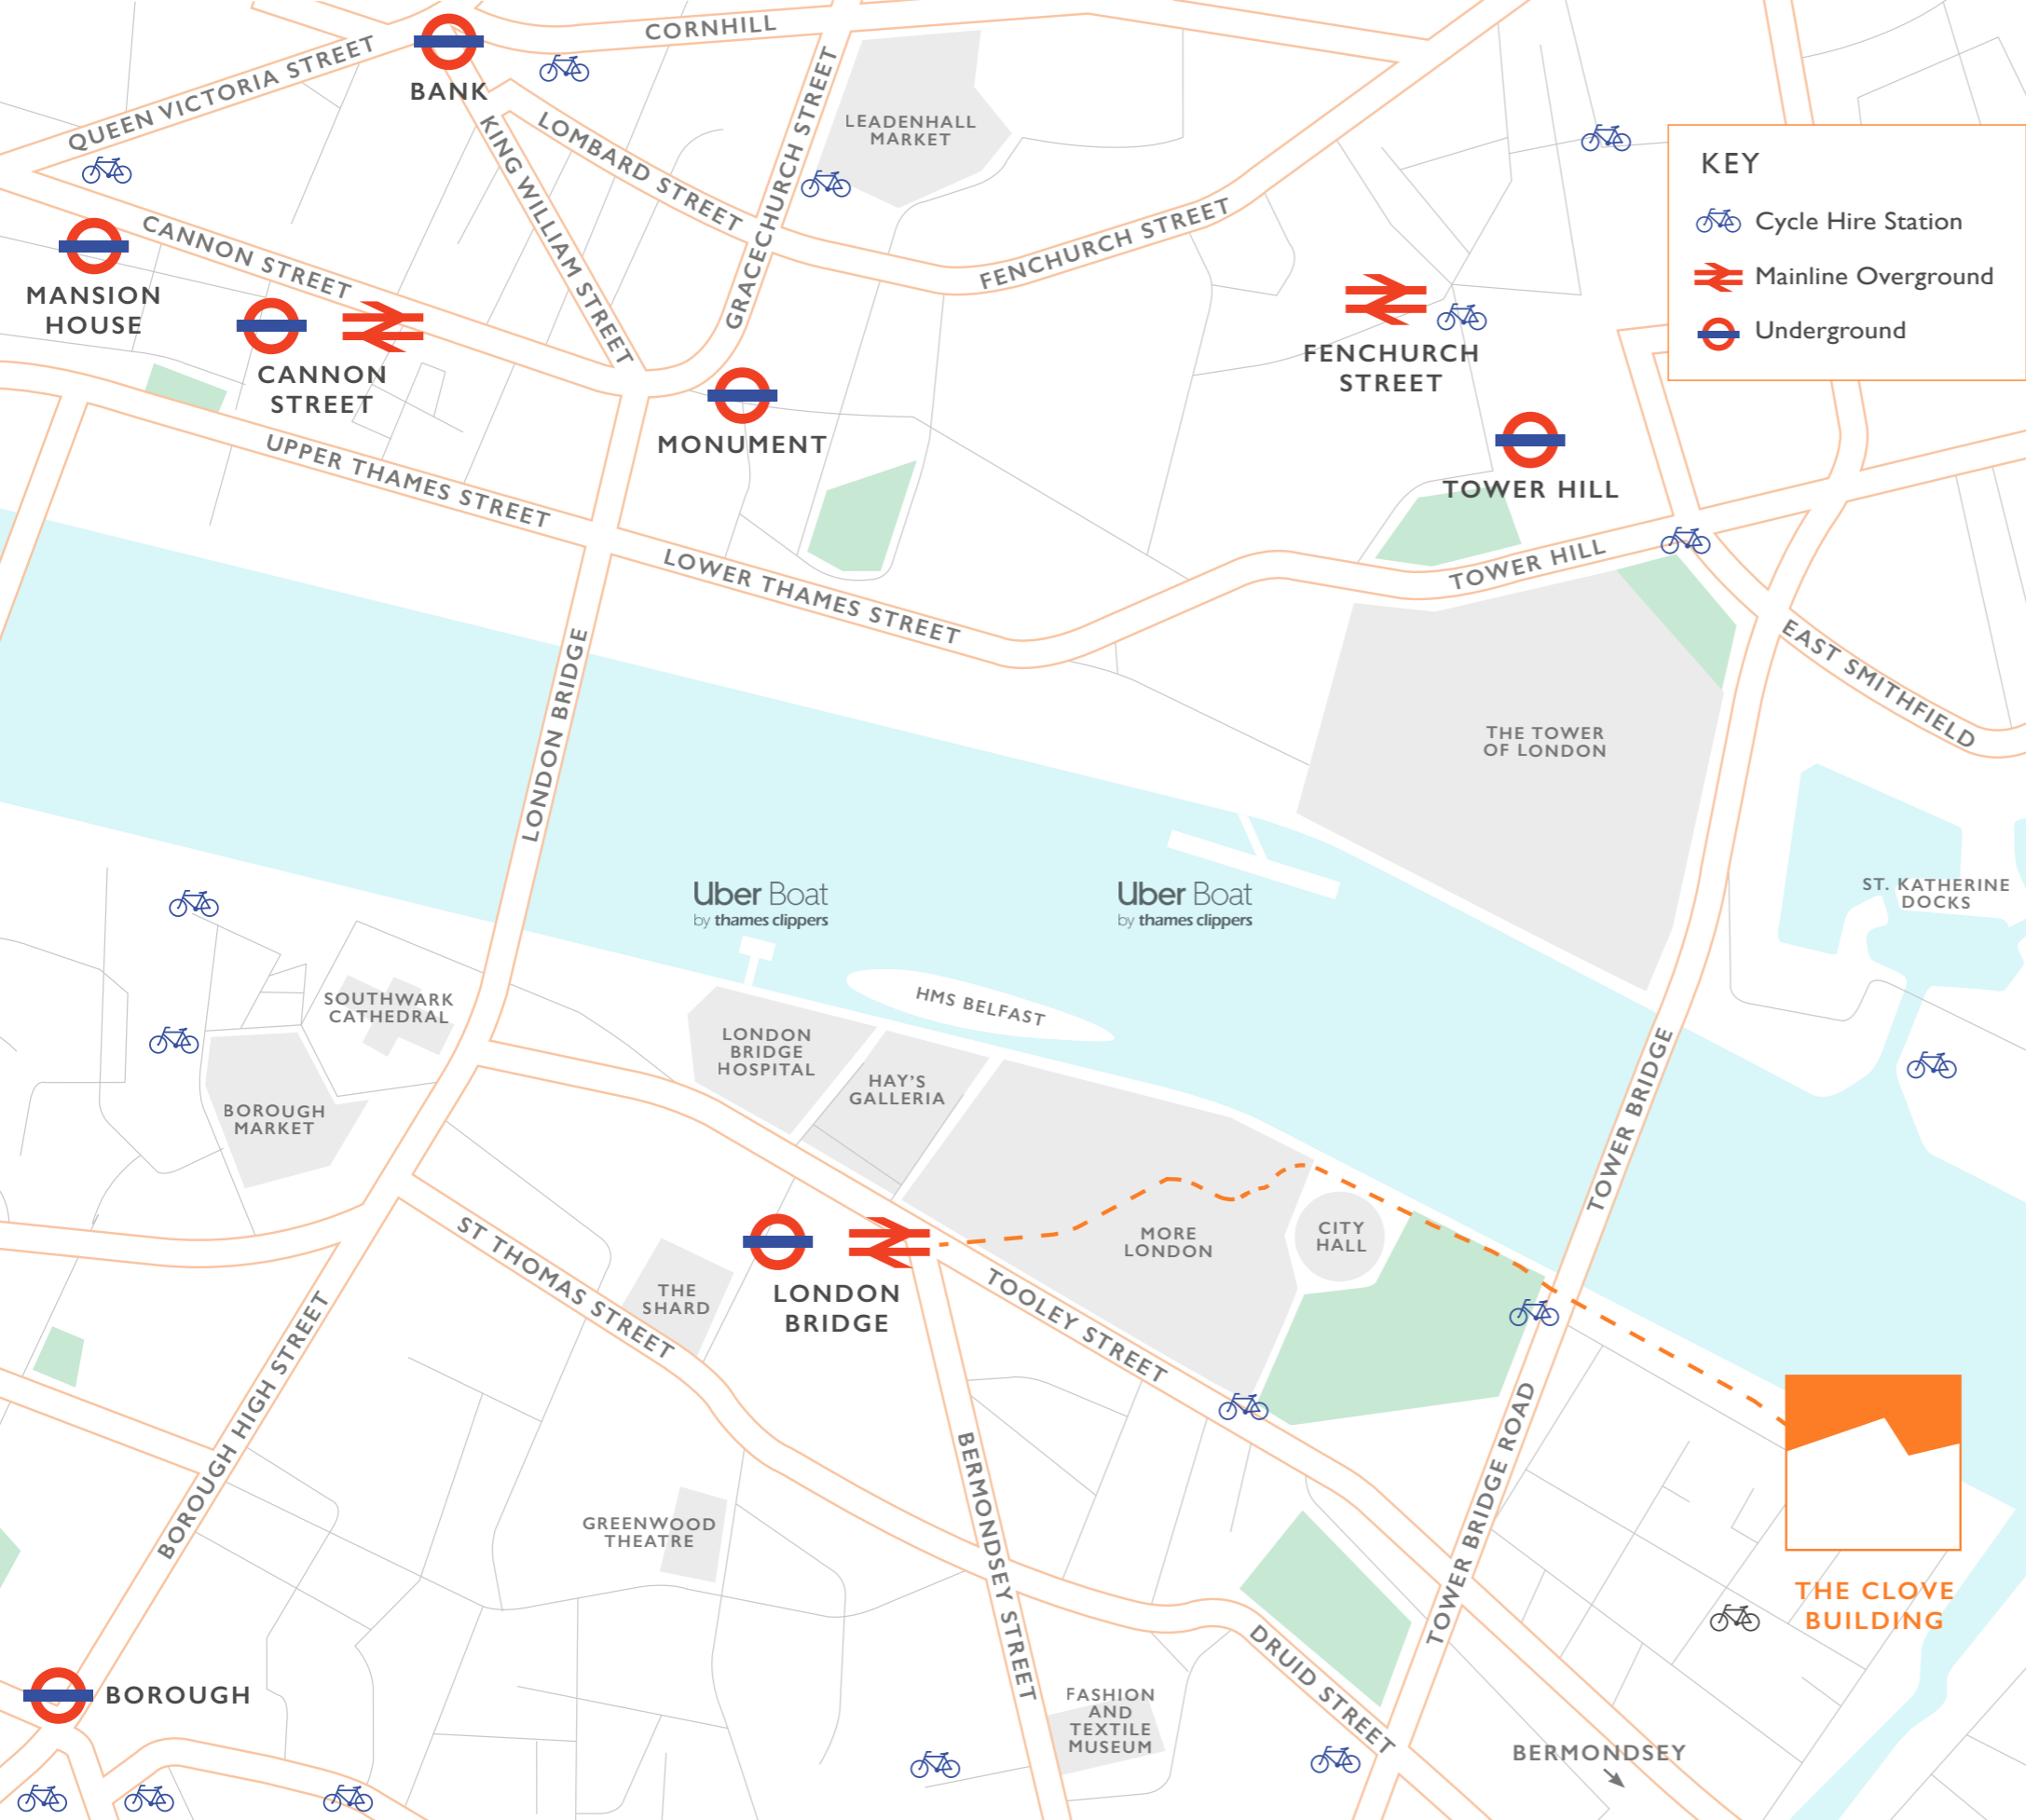 CORNHILL
QUEEN VICTORIA STREET
BANK
KING WILLIAM STREET
LOMBARD STREET
GRACECHURCH STREET
LEADENHALL
MARKET
FENCHURCH STREET
KEY
Cycle Hire Station
Mainline Overground
Underground
CANNON STREET
MANSION
HOUSE
CANNON
STREET
MONUMENT
FENCHURCH
STREET
TOWER HILL
UPPER THAMES STREET
LOWER THAMES STREET
TOWER HILL
EAST SMITHFIELD
LONDON BRIDGE
THE TOWER
OF LONDON
Uber Boat
by thames clippers
Uber Boat
by thames clippers
ST. KATHERINE
DOCKS
SOUTHWARK
CATHEDRAL
HMS BELFAST
LONDON
BRIDGE
HOSPITAL
HAY'S
GALLERIA
BOROUGH
MARKET
TOWER BRIDGE
MORE
LONDON
CITY
HALL
ST THOMAS STREET
THE
SHARD
LONDON
BRIDGE
TOOLEY STREET
BOROUGH HIGH STREET
BERMONDSEY STREET
TOWER BRIDGE ROAD
GREENWOOD
THEATRE
THE CLOVE
BUILDING
DRUID STREET
BOROUGH
FASHION
AND
TEXTILE
MUSEUM
BERMONDSEY